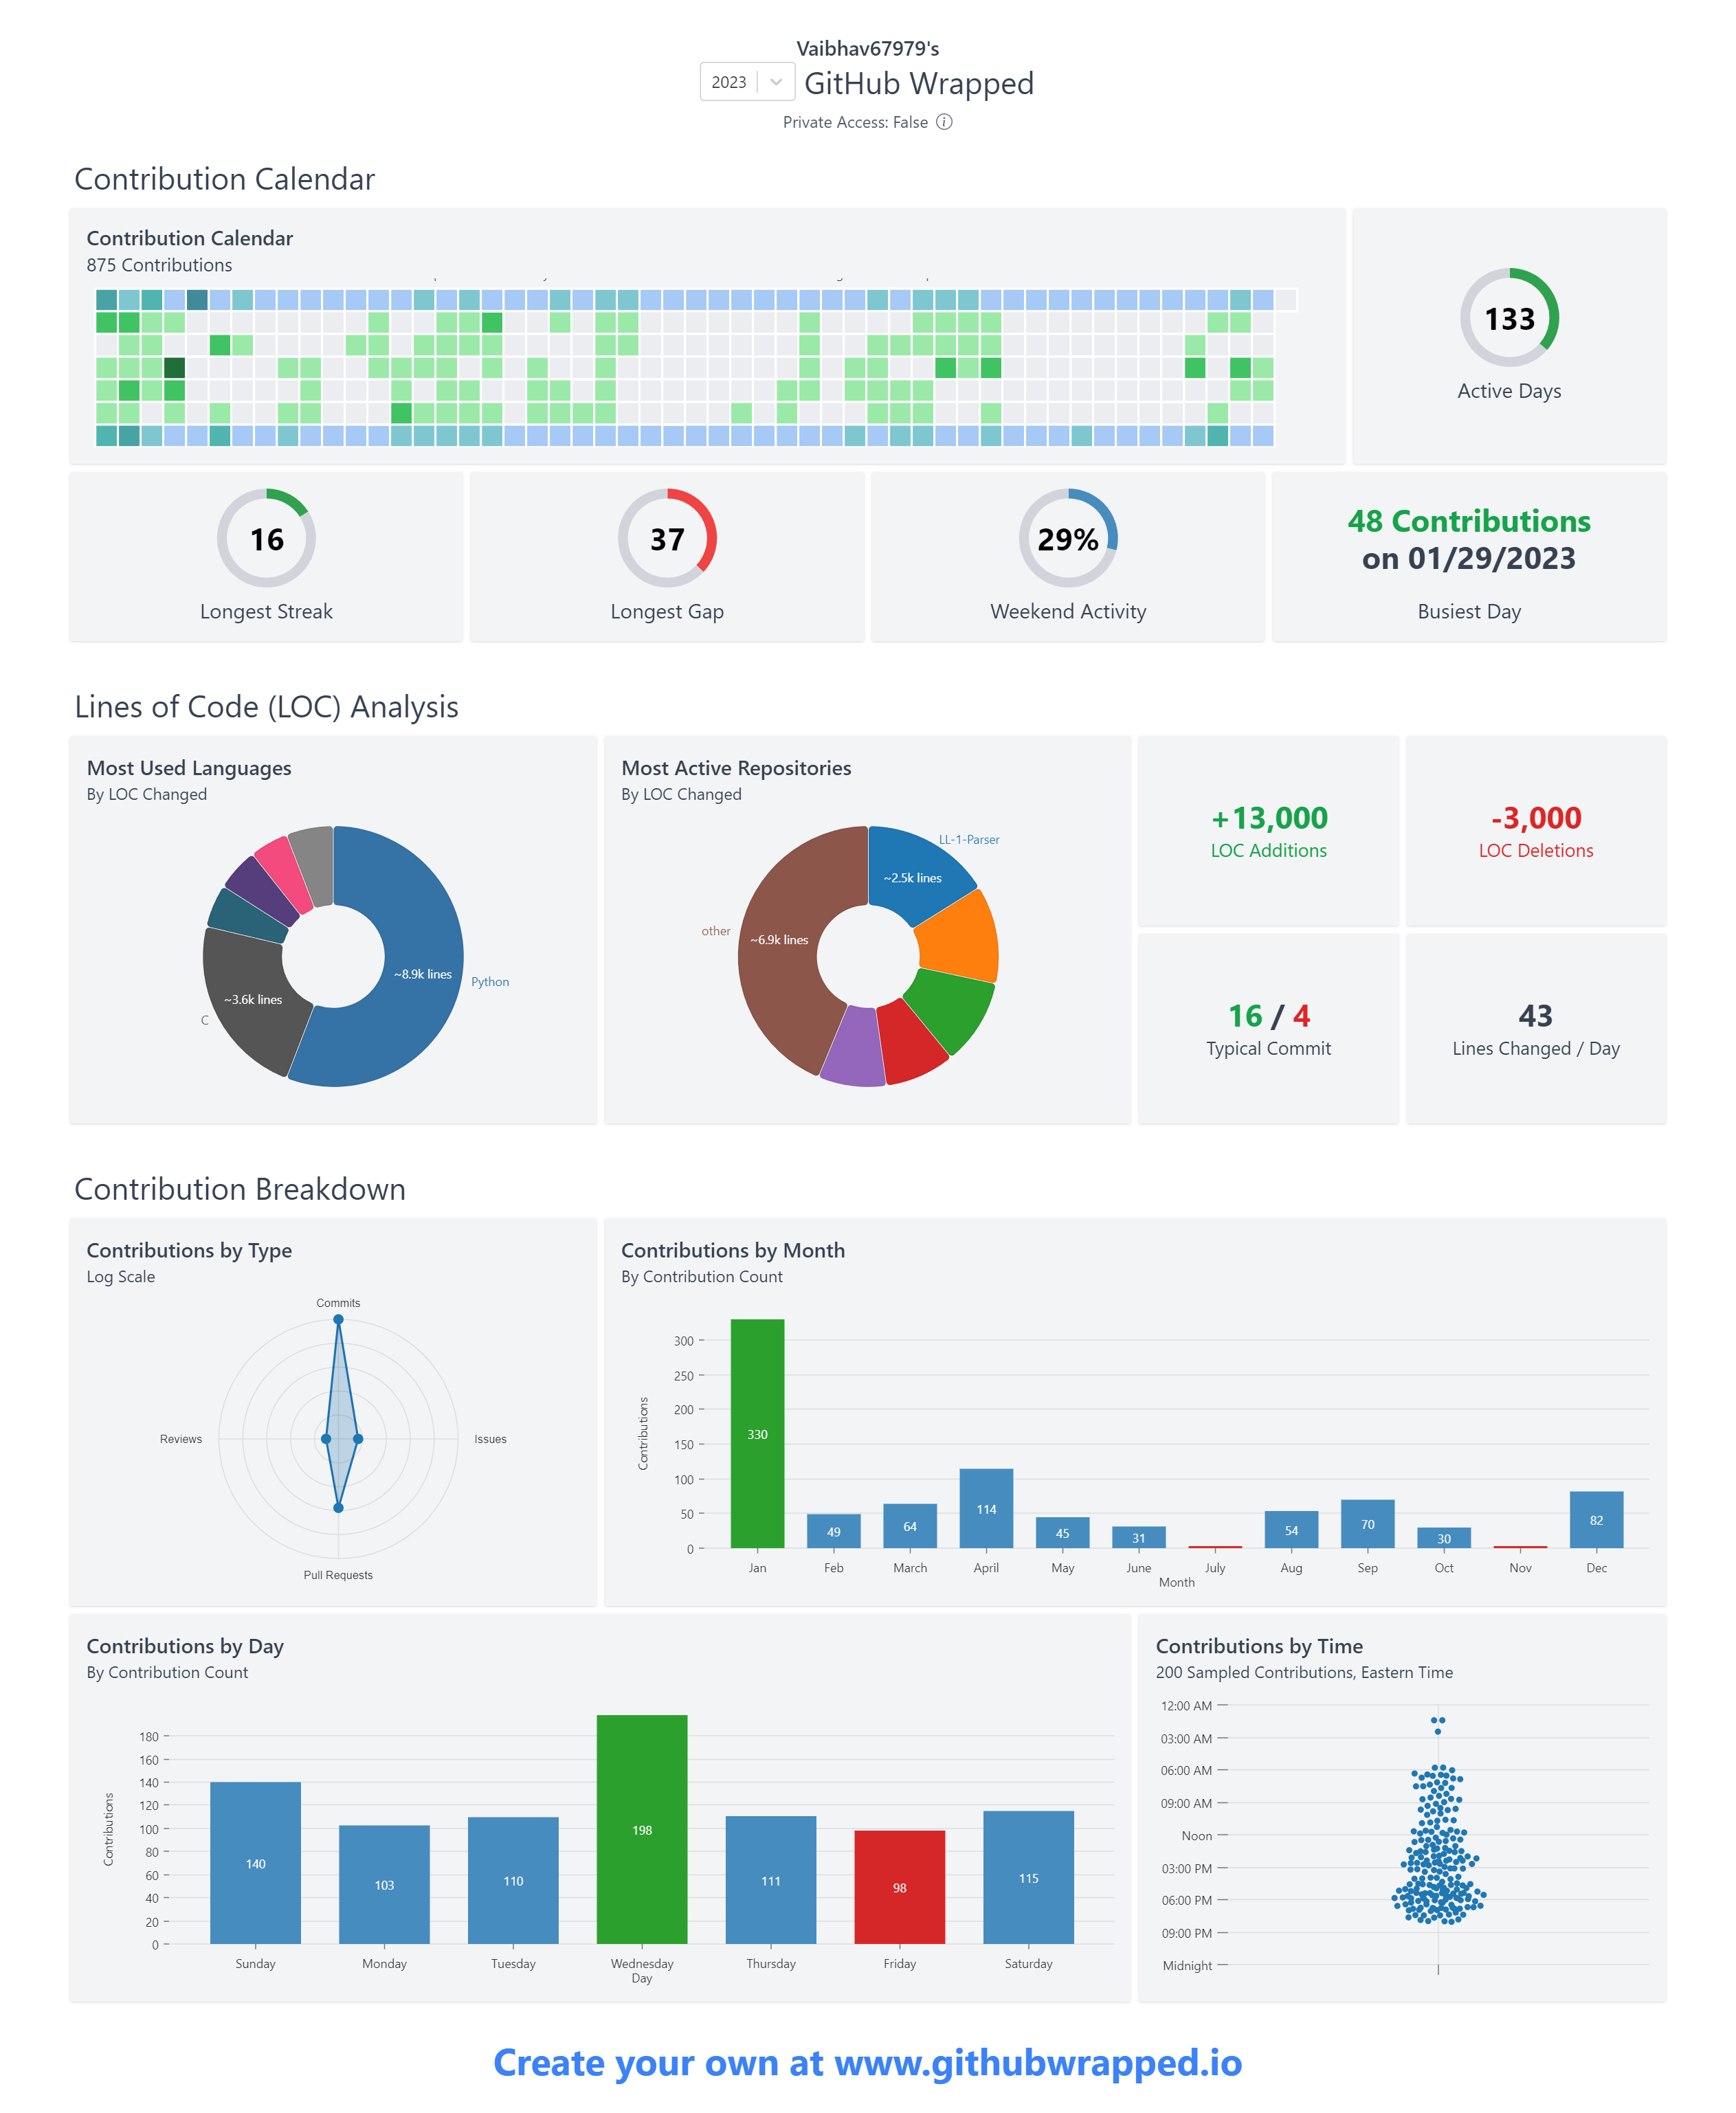 Vaibhav67979's
2023 GitHub Wrapped
Private Access: False
Contribution Calendar
Contribution Calendar
875 Contributions
133
Active Days
16
Longest Streak
37
Longest Gap
29%
Weekend Activity
48 Contributions
on 01/29/2023
Busiest Day
Lines of Code (LOC) Analysis
Most Used Languages
By LOC Changed
~8.9k lines
Python
~3.6k lines
C
Most Active Repositories
By LOC Changed
LL-1-Parser
~2.5k lines
other
~6.9k lines
+13,000
LOC Additions
-3,000
LOC Deletions
16 / 4
Typical Commit
43
Lines Changed / Day
Contribution Breakdown
Contributions by Type
Log Scale
Commits
Reviews
Issues
Pull Requests
Contributions by Month
By Contribution Count
Contributions
300
250
200
150
100
50
0
330
49
64
114
45
31
54
70
30
82
Jan
Feb
March
April
May
June
July
Aug
Sep
Oct
Nov
Dec
Month
Contributions by Day
By Contribution Count
Contributions
180
160
140
120
100
80
60
40
20
0
140
103
110
198
111
98
115
Sunday
Monday
Tuesday
Wednesday
Thursday
Friday
Saturday
Day
Contributions by Time
200 Sampled Contributions, Eastern Time
12:00 AM
03:00 AM
06:00 AM
09:00 AM
Noon
03:00 PM
06:00 PM
09:00 PM
Midnight
Create your own at www.githubwrapped.io